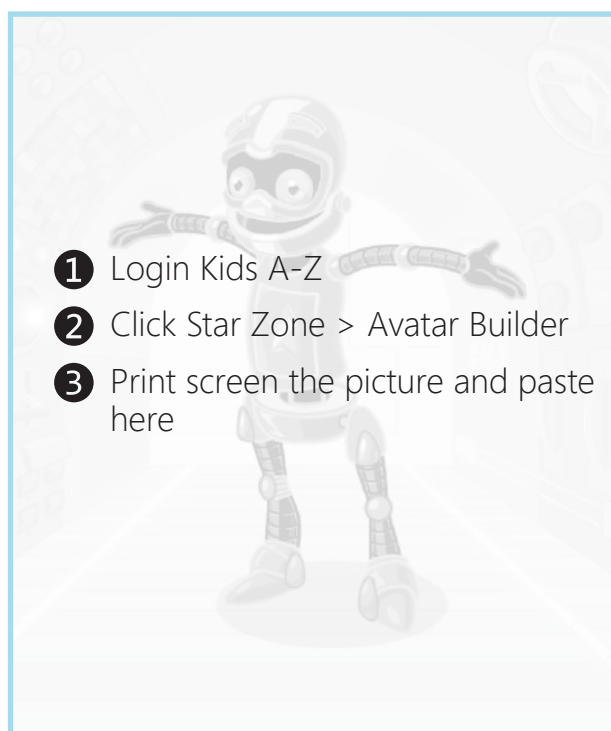 1 Login Kids A-Z
2 Click Star Zone > Avatar Builder
3 Print screen the picture and paste
here